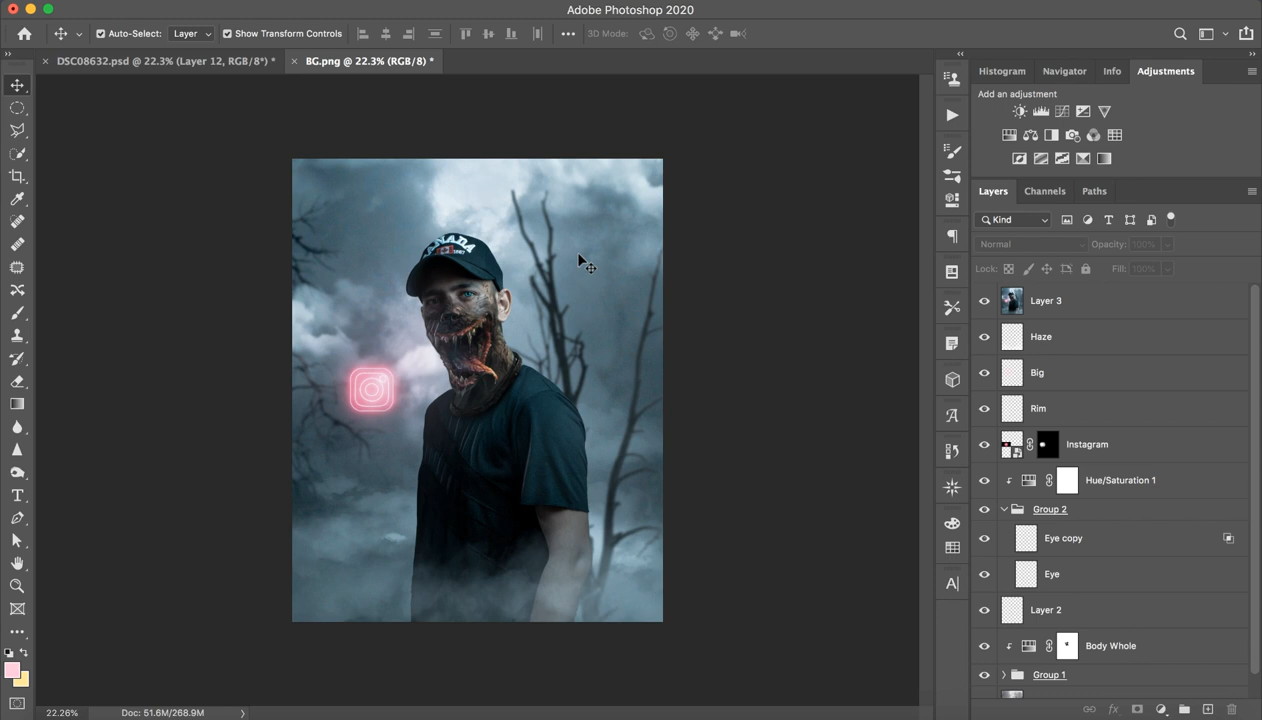 Adobe Photoshop 2020
Auto-Select: Layer Show Transform Controls 3D Mode:
DSC08632.psd @ 22.3% (Layer 12, RGB/8*) * BG.png @ 22.3% (RGB/8) *
Histogram Navigator Info Adjustments
Add an adjustment
Layers Channels Paths
Kind
Normal Opacity: 100%
Lock: Fill: 100%
Layer 3
Haze
Big
Rim
Instagram
Hue/Saturation 1
Group 2
Eye copy
Eye
Layer 2
Body Whole
Group 1
CANADA
22.26% Doc: 51.6M/268.9M